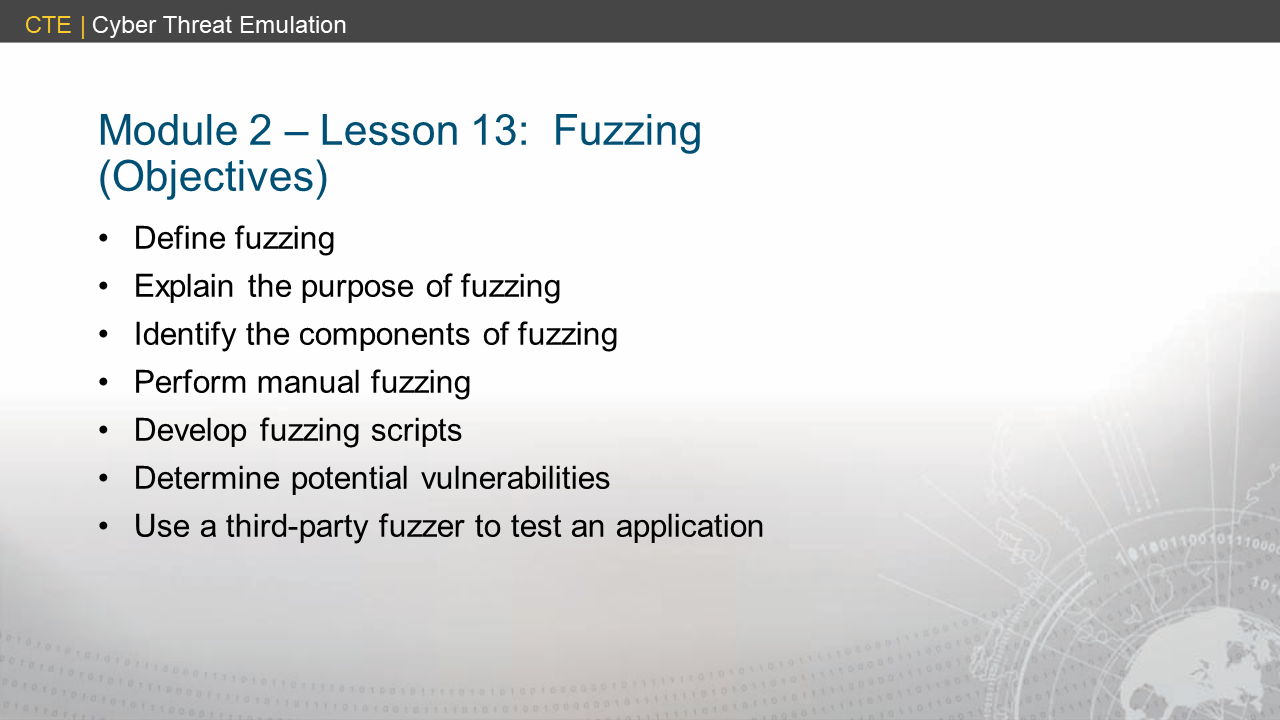 CTE | Cyber Threat Emulation
Module 2 – Lesson 13: Fuzzing
(Objectives)
• Define fuzzing
• Explain the purpose of fuzzing
• Identify the components of fuzzing
• Perform manual fuzzing
• Develop fuzzing scripts
• Determine potential vulnerabilities
• Use a third-party fuzzer to test an application